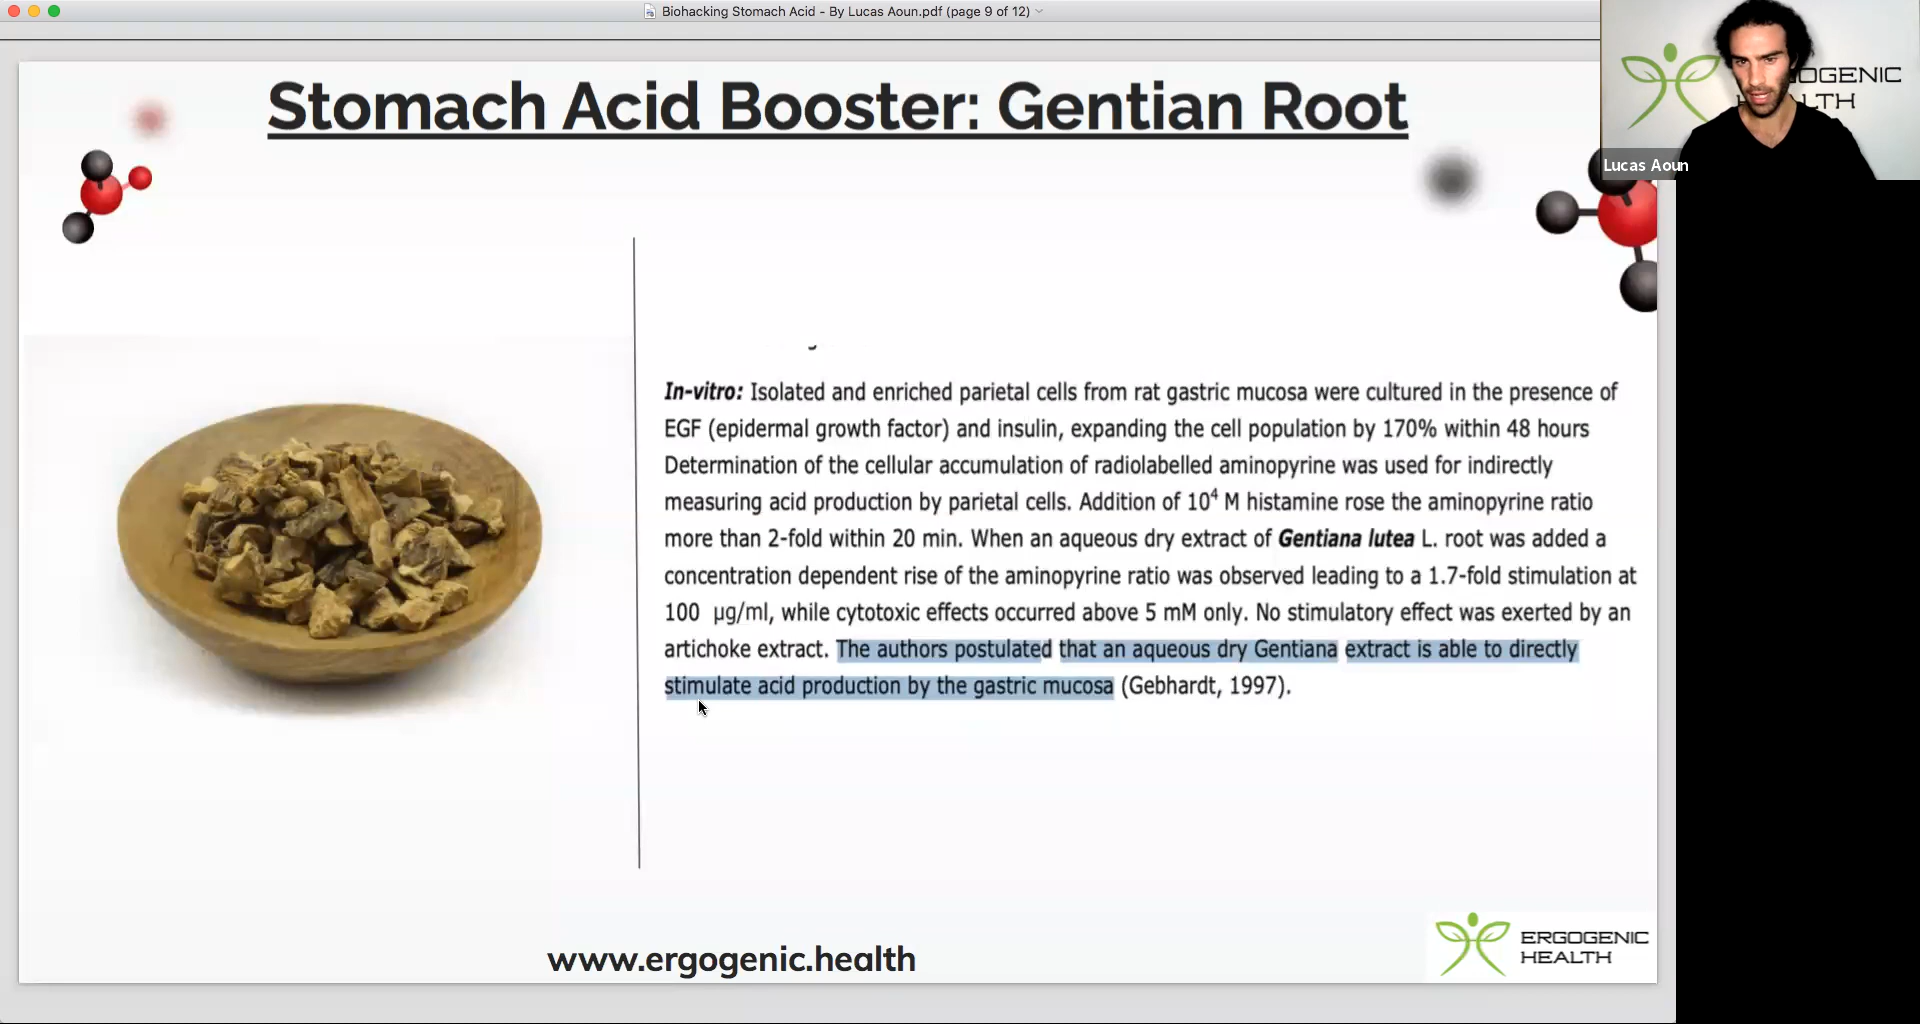 Biohacking Stomach Acid - By Lucas Aoun.pdf (page 9 of 12)
Stomach Acid Booster: Gentian Root
Lucas Aoun
In-vitro: Isolated and enriched parietal cells from rat gastric mucosa were cultured in the presence of
EGF (epidermal growth factor) and insulin, expanding the cell population by 170% within 48 hours
Determination of the cellular accumulation of radiolabelled aminopyrine was used for indirectly
measuring acid production by parietal cells. Addition of 10⁴ M histamine rose the aminopyrine ratio
more than 2-fold within 20 min. When an aqueous dry extract of Gentiana lutea L. root was added a
concentration dependent rise of the aminopyrine ratio was observed leading to a 1.7-fold stimulation at
100 µg/ml, while cytotoxic effects occurred above 5 mM only. No stimulatory effect was exerted by an
artichoke extract. The authors postulated that an aqueous dry Gentiana extract is able to directly
stimulate acid production by the gastric mucosa (Gebhardt, 1997).
www.ergogenic.health
ERGOGENIC
HEALTH